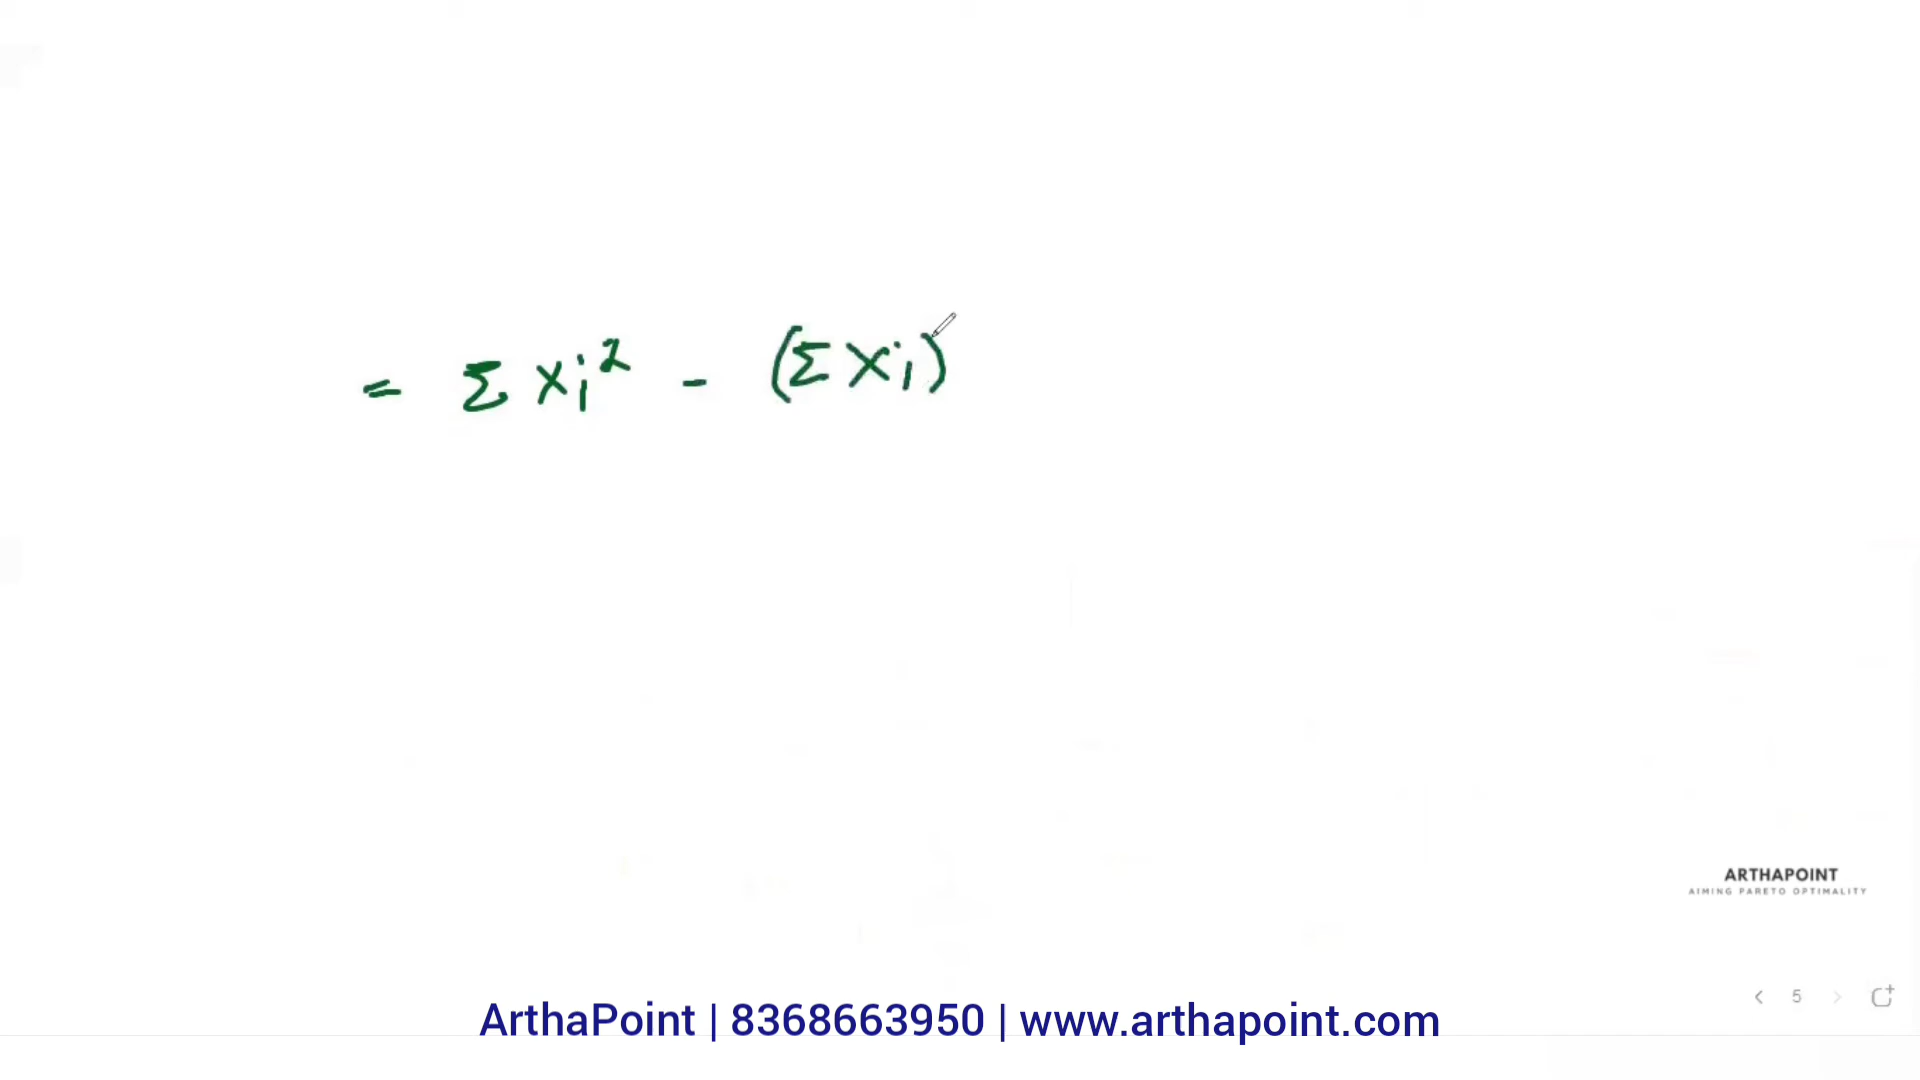 = Σ xi² - (Σ Xi)
ARTHAPOINT
AIMING PARETO OPTIMALITY
< 5 >
ArthaPoint | 8368663950 | www.arthapoint.com